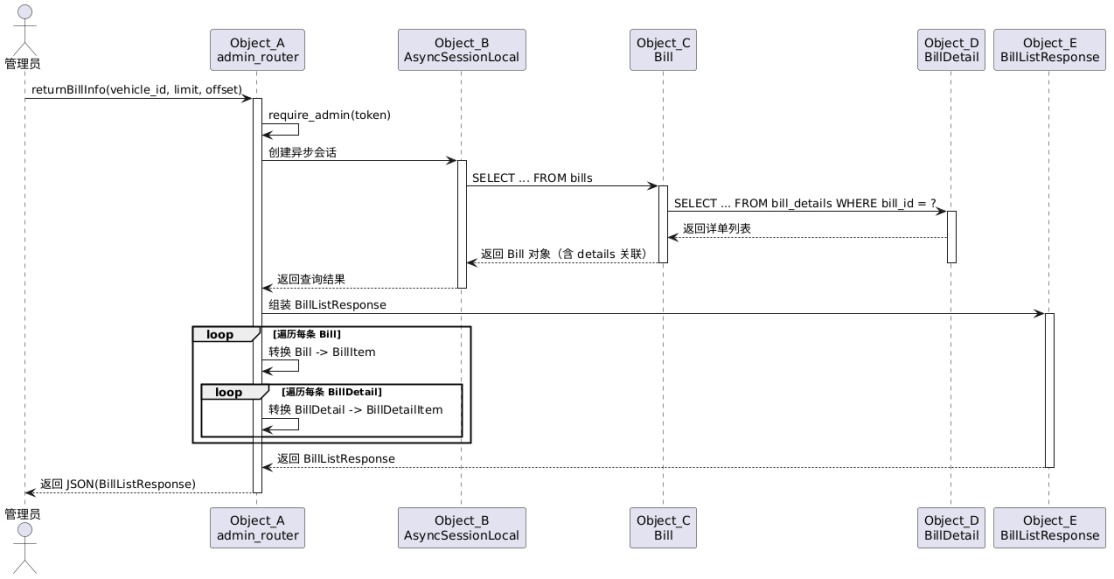 管理员
Object_A
admin_router
Object_B
AsyncSessionLocal
Object_C
Bill
Object_D
BillDetail
Object_E
BillListResponse
returnBillInfo(vehicle_id, limit, offset)
require_admin(token)
创建异步会话
SELECT ... FROM bills
SELECT ... FROM bill_details WHERE bill_id = ?
返回详单列表
返回 Bill 对象（含 details 关联）
返回查询结果
组装 BillListResponse
loop [遍历每条 Bill]
转换 Bill -> BillItem
loop [遍历每条 BillDetail]
转换 BillDetail -> BillDetailItem
返回 BillListResponse
返回 JSON(BillListResponse)
管理员
Object_A
admin_router
Object_B
AsyncSessionLocal
Object_C
Bill
Object_D
BillDetail
Object_E
BillListResponse